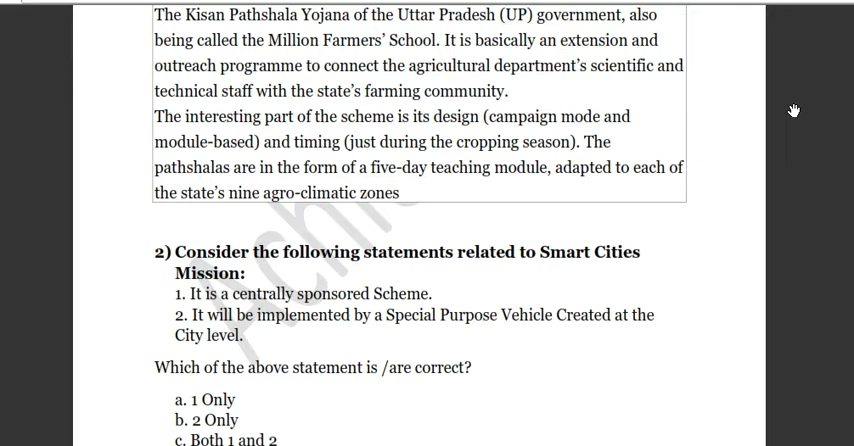 The Kisan Pathshala Yojana of the Uttar Pradesh (UP) government, also
being called the Million Farmers’ School. It is basically an extension and
outreach programme to connect the agricultural department’s scientific and
technical staff with the state’s farming community.
The interesting part of the scheme is its design (campaign mode and
module-based) and timing (just during the cropping season). The
pathshalas are in the form of a five-day teaching module, adapted to each of
the state’s nine agro-climatic zones
2) Consider the following statements related to Smart Cities
Mission:
1. It is a centrally sponsored Scheme.
2. It will be implemented by a Special Purpose Vehicle Created at the
City level.
Which of the above statement is /are correct?
a. 1 Only
b. 2 Only
c. Both 1 and 2